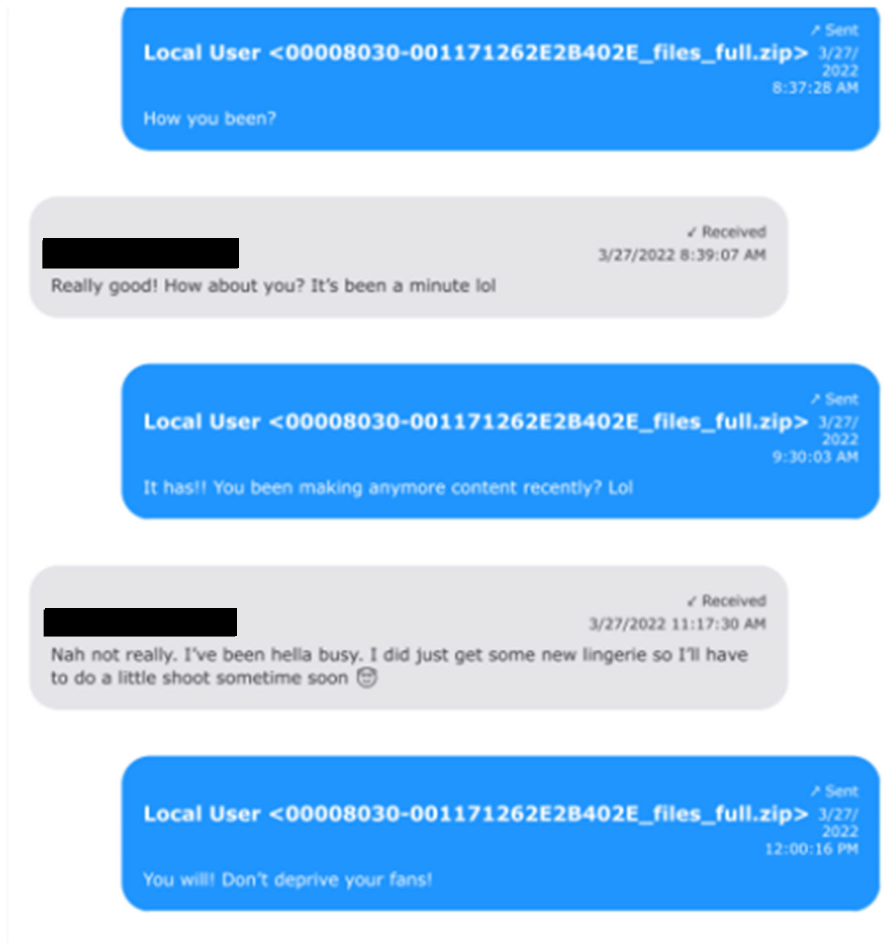 ↗ Sent
Local User <00008030-001171262E2B402E_files_full.zip> 3/27/
2022
8:37:28 AM
How you been?
↙ Received
3/27/2022 8:39:07 AM
Really good! How about you? It's been a minute lol
↗ Sent
Local User <00008030-001171262E2B402E_files_full.zip> 3/27/
2022
9:30:03 AM
It has!! You been making anymore content recently? Lol
↙ Received
3/27/2022 11:17:30 AM
Nah not really. I've been hella busy. I did just get some new lingerie so I'll have
to do a little shoot sometime soon 😇
↗ Sent
Local User <00008030-001171262E2B402E_files_full.zip> 3/27/
2022
12:00:16 PM
You will! Don't deprive your fans!